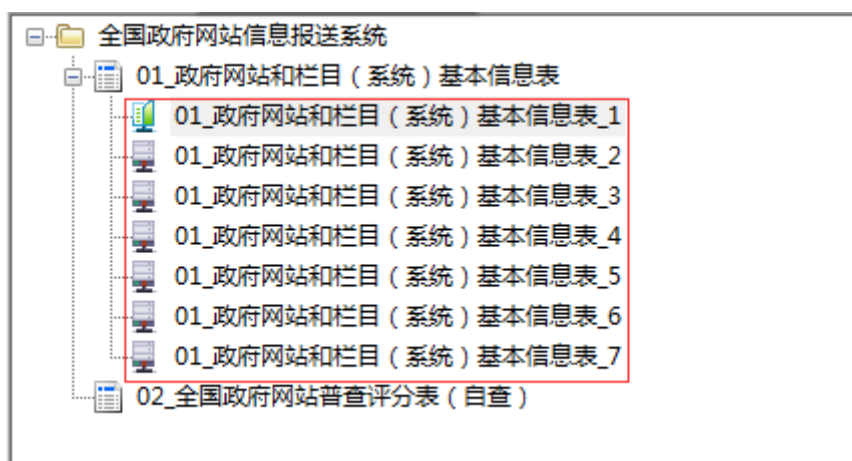 全国政府网站信息报送系统
01_政府网站和栏目（系统）基本信息表
01_政府网站和栏目（系统）基本信息表_1
01_政府网站和栏目（系统）基本信息表_2
01_政府网站和栏目（系统）基本信息表_3
01_政府网站和栏目（系统）基本信息表_4
01_政府网站和栏目（系统）基本信息表_5
01_政府网站和栏目（系统）基本信息表_6
01_政府网站和栏目（系统）基本信息表_7
02_全国政府网站普查评分表（自查）